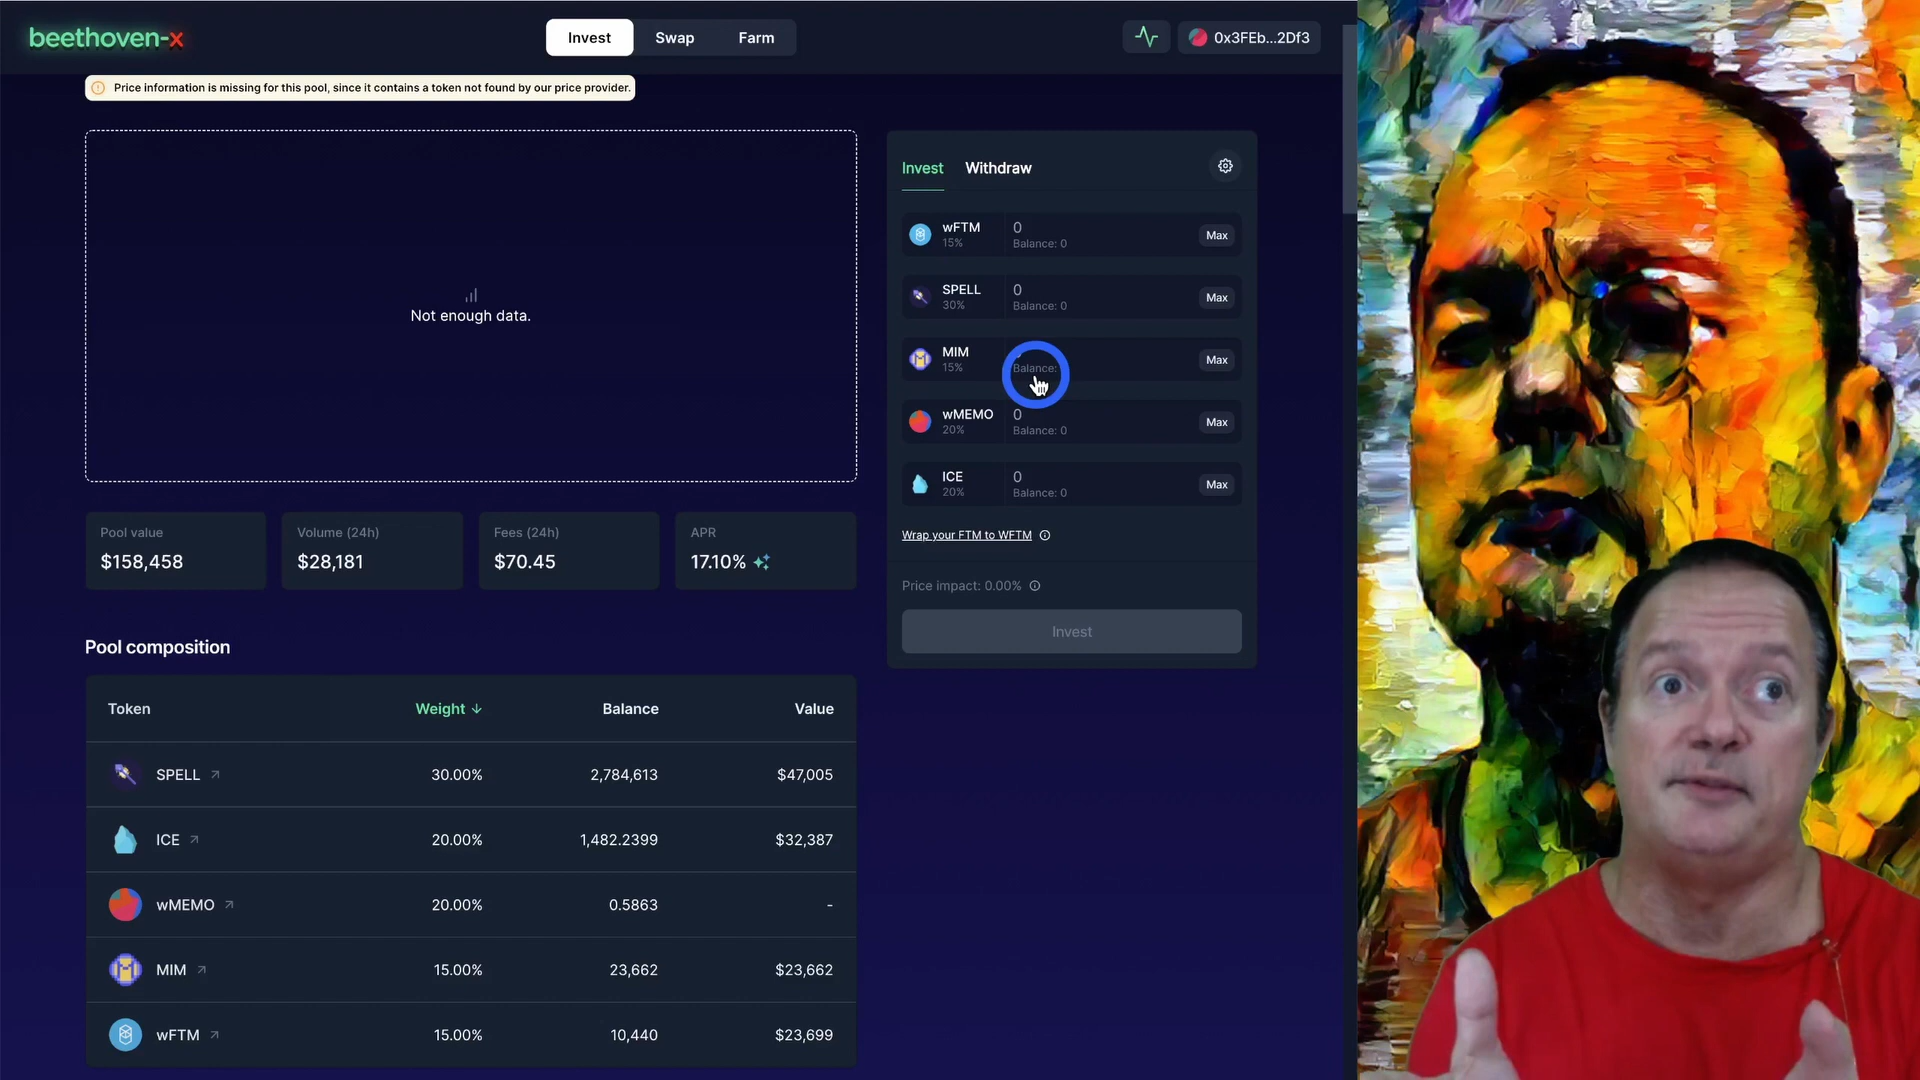 beethoven-x
Invest
Swap
Farm
0x3FEb...2Df3
Price information is missing for this pool, since it contains a token not found by our price provider.
Not enough data.
Invest
Withdraw
wFTM
15%
0
Balance: 0
Max
SPELL
30%
0
Balance: 0
Max
MIM
15%
Balance:
Max
wMEMO
20%
0
Balance: 0
Max
ICE
20%
0
Balance: 0
Max
Wrap your FTM to WFTM
Price impact: 0.00%
Invest
Pool value
$158,458
Volume (24h)
$28,181
Fees (24h)
$70.45
APR
17.10%
Pool composition
Token Weight Balance Value
SPELL 30.00% 2,784,613 $47,005
ICE 20.00% 1,482.2399 $32,387
wMEMO 20.00% 0.5863 -
MIM 15.00% 23,662 $23,662
wFTM 15.00% 10,440 $23,699